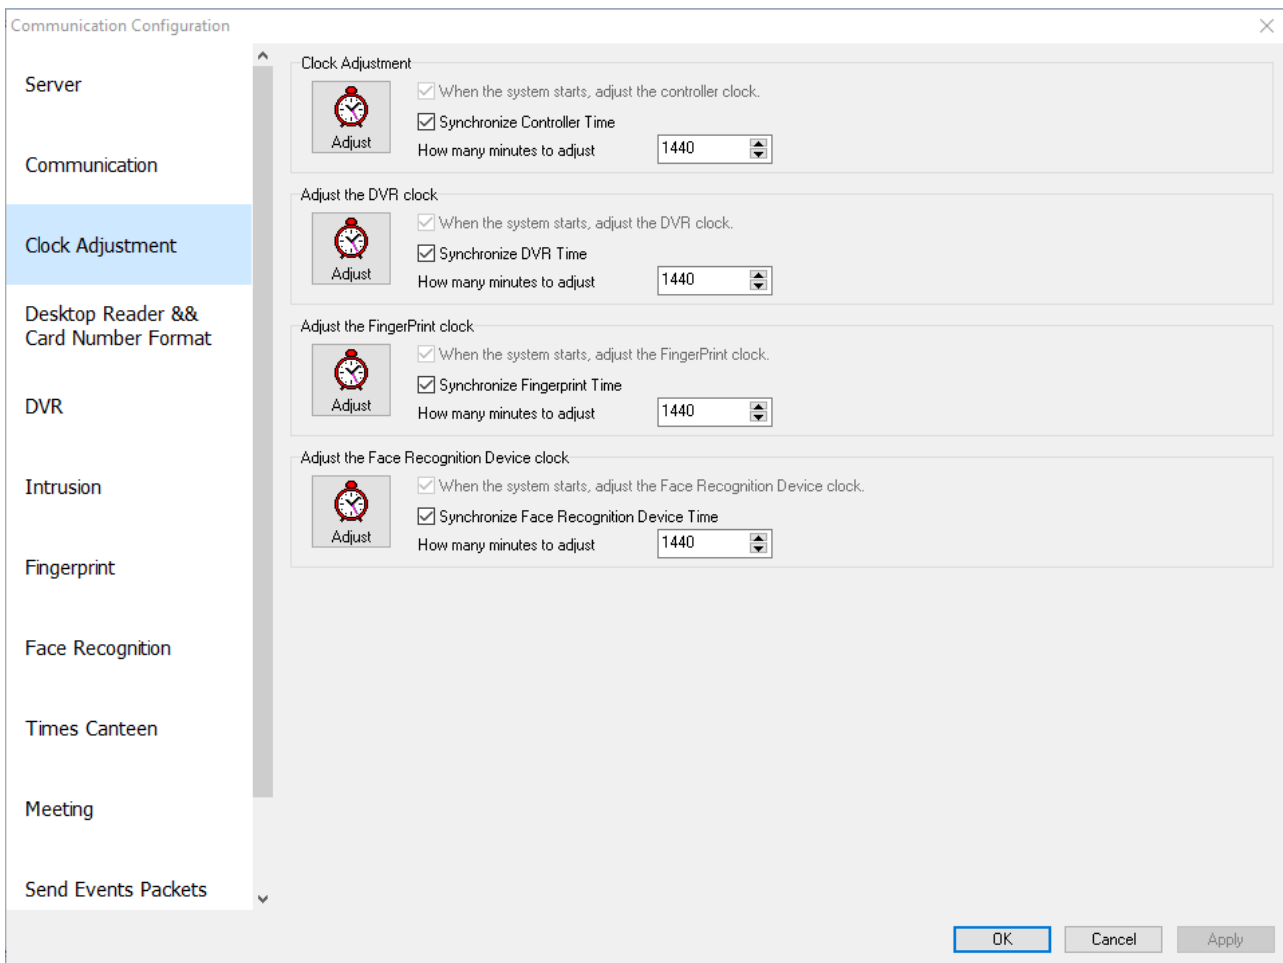 Communication Configuration
Server
Communication
Clock Adjustment
Desktop Reader &&
Card Number Format
DVR
Intrusion
Fingerprint
Face Recognition
Times Canteen
Meeting
Send Events Packets
Clock Adjustment
Adjust
When the system starts, adjust the controller clock.
Synchronize Controller Time
How many minutes to adjust
1440
Adjust the DVR clock
Adjust
When the system starts, adjust the DVR clock.
Synchronize DVR Time
How many minutes to adjust
1440
Adjust the FingerPrint clock
Adjust
When the system starts, adjust the FingerPrint clock.
Synchronize Fingerprint Time
How many minutes to adjust
1440
Adjust the Face Recognition Device clock
Adjust
When the system starts, adjust the Face Recognition Device clock.
Synchronize Face Recognition Device Time
How many minutes to adjust
1440
OK
Cancel
Apply